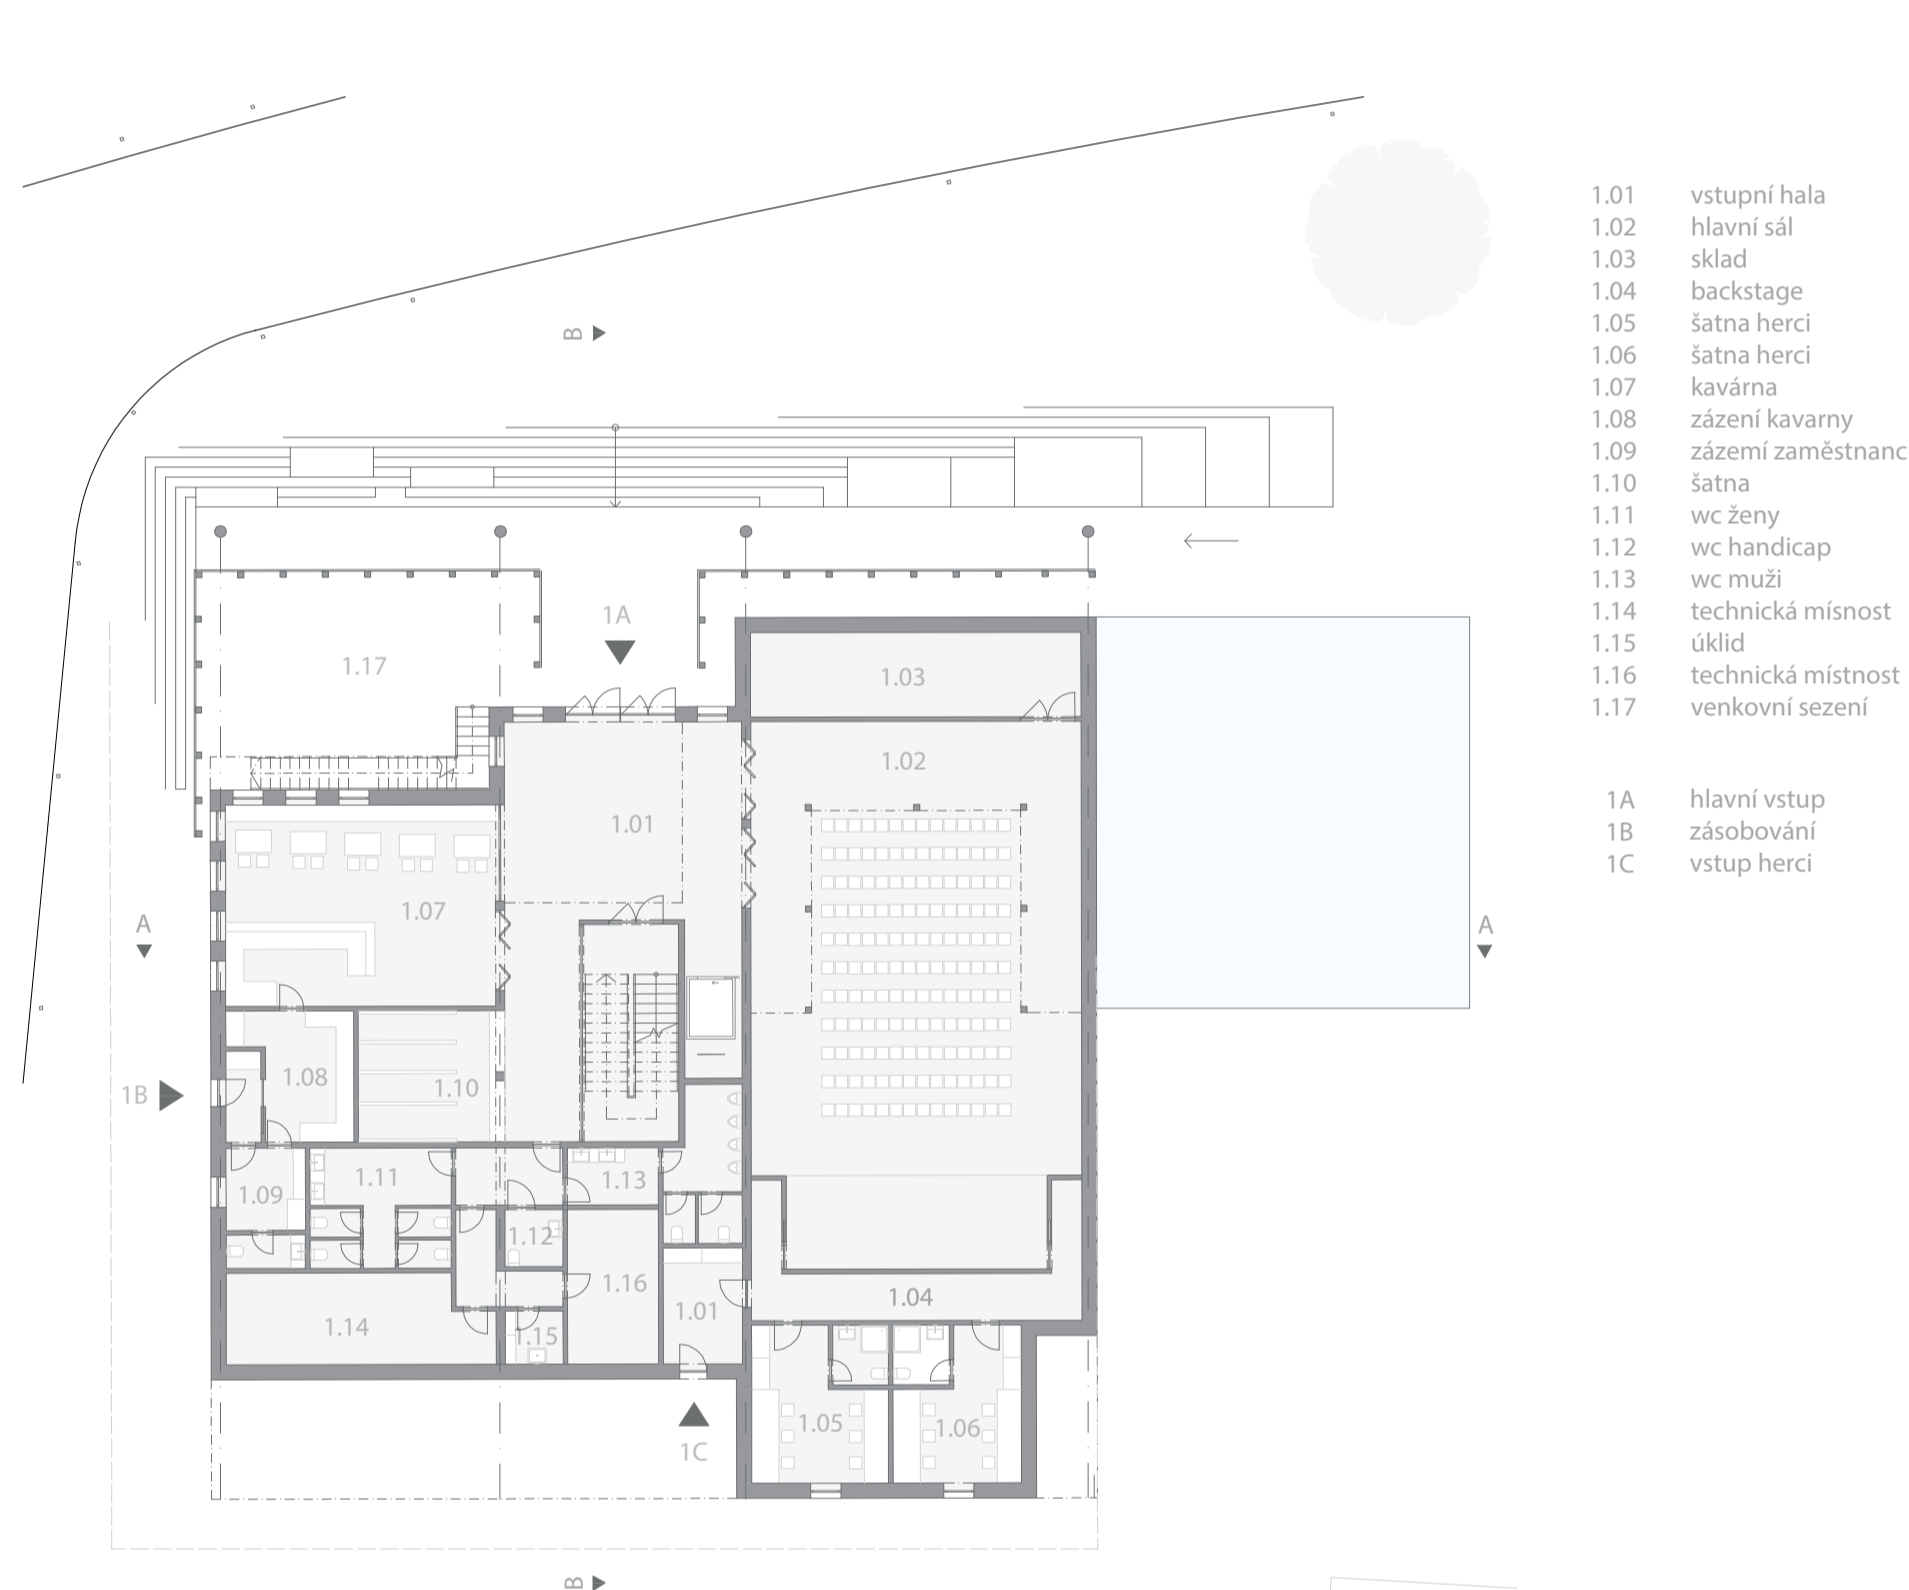 1.01 vstupní hala
1.02 hlavní sál
1.03 sklad
1.04 backstage
1.05 šatna herci
1.06 šatna herci
1.07 kavárna
1.08 zázení kavarny
1.09 zázemí zaměstnanc
1.10 šatna
1.11 wc ženy
1.12 wc handicap
1.13 wc muži
1.14 technická mísnost
1.15 úklid
1.16 technická místnost
1.17 venkovní sezení
1A hlavní vstup
1B zásobování
1C vstup herci
B
1A
1.17
1.03
1.02
1.01
1.07
A
A
1B
1.08
1.10
1.11
1.13
1.09
1.12
1.16
1.04
1.01
1.14
1.15
1.05
1.06
1C
B